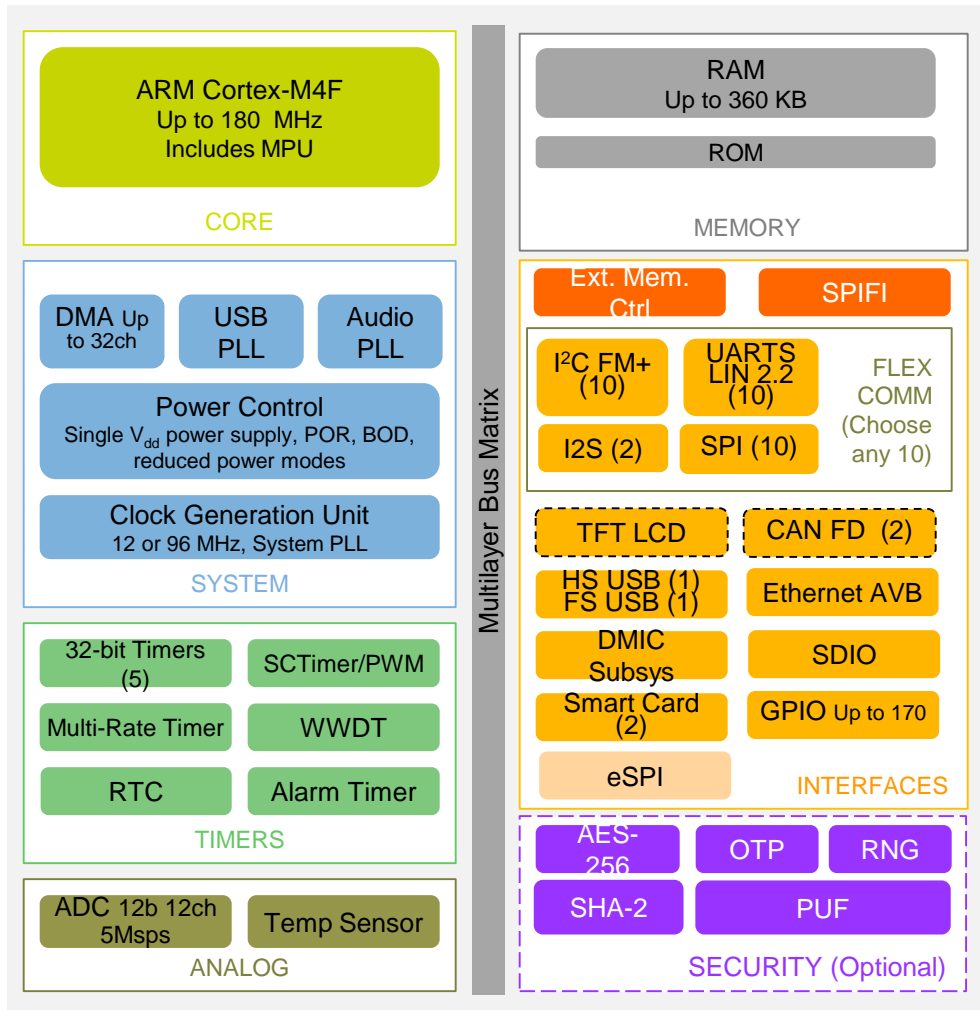 ARM Cortex-M4F
Up to 180 MHz
Includes MPU
CORE
DMA Up
to 32ch
USB
PLL
Audio
PLL
Power Control
Single Vdd power supply, POR, BOD,
reduced power modes
Clock Generation Unit
12 or 96 MHz, System PLL
SYSTEM
32-bit Timers
(5)
SCTimer/PWM
Multi-Rate Timer
WWDT
RTC
Alarm Timer
TIMERS
ADC 12b 12ch
5Msps
Temp Sensor
ANALOG
Multilayer Bus Matrix
RAM
Up to 360 KB
ROM
MEMORY
Ext. Mem.
Ctrl
SPIFI
I²C FM+
(10)
UARTS
LIN 2.2
(10)
I2S (2)
SPI (10)
FLEX
COMM
(Choose
any 10)
TFT LCD
CAN FD (2)
HS USB (1)
FS USB (1)
Ethernet AVB
DMIC
Subsys
SDIO
Smart Card
(2)
GPIO Up to 170
eSPI
INTERFACES
AES-
256
OTP
RNG
SHA-2
PUF
SECURITY (Optional)